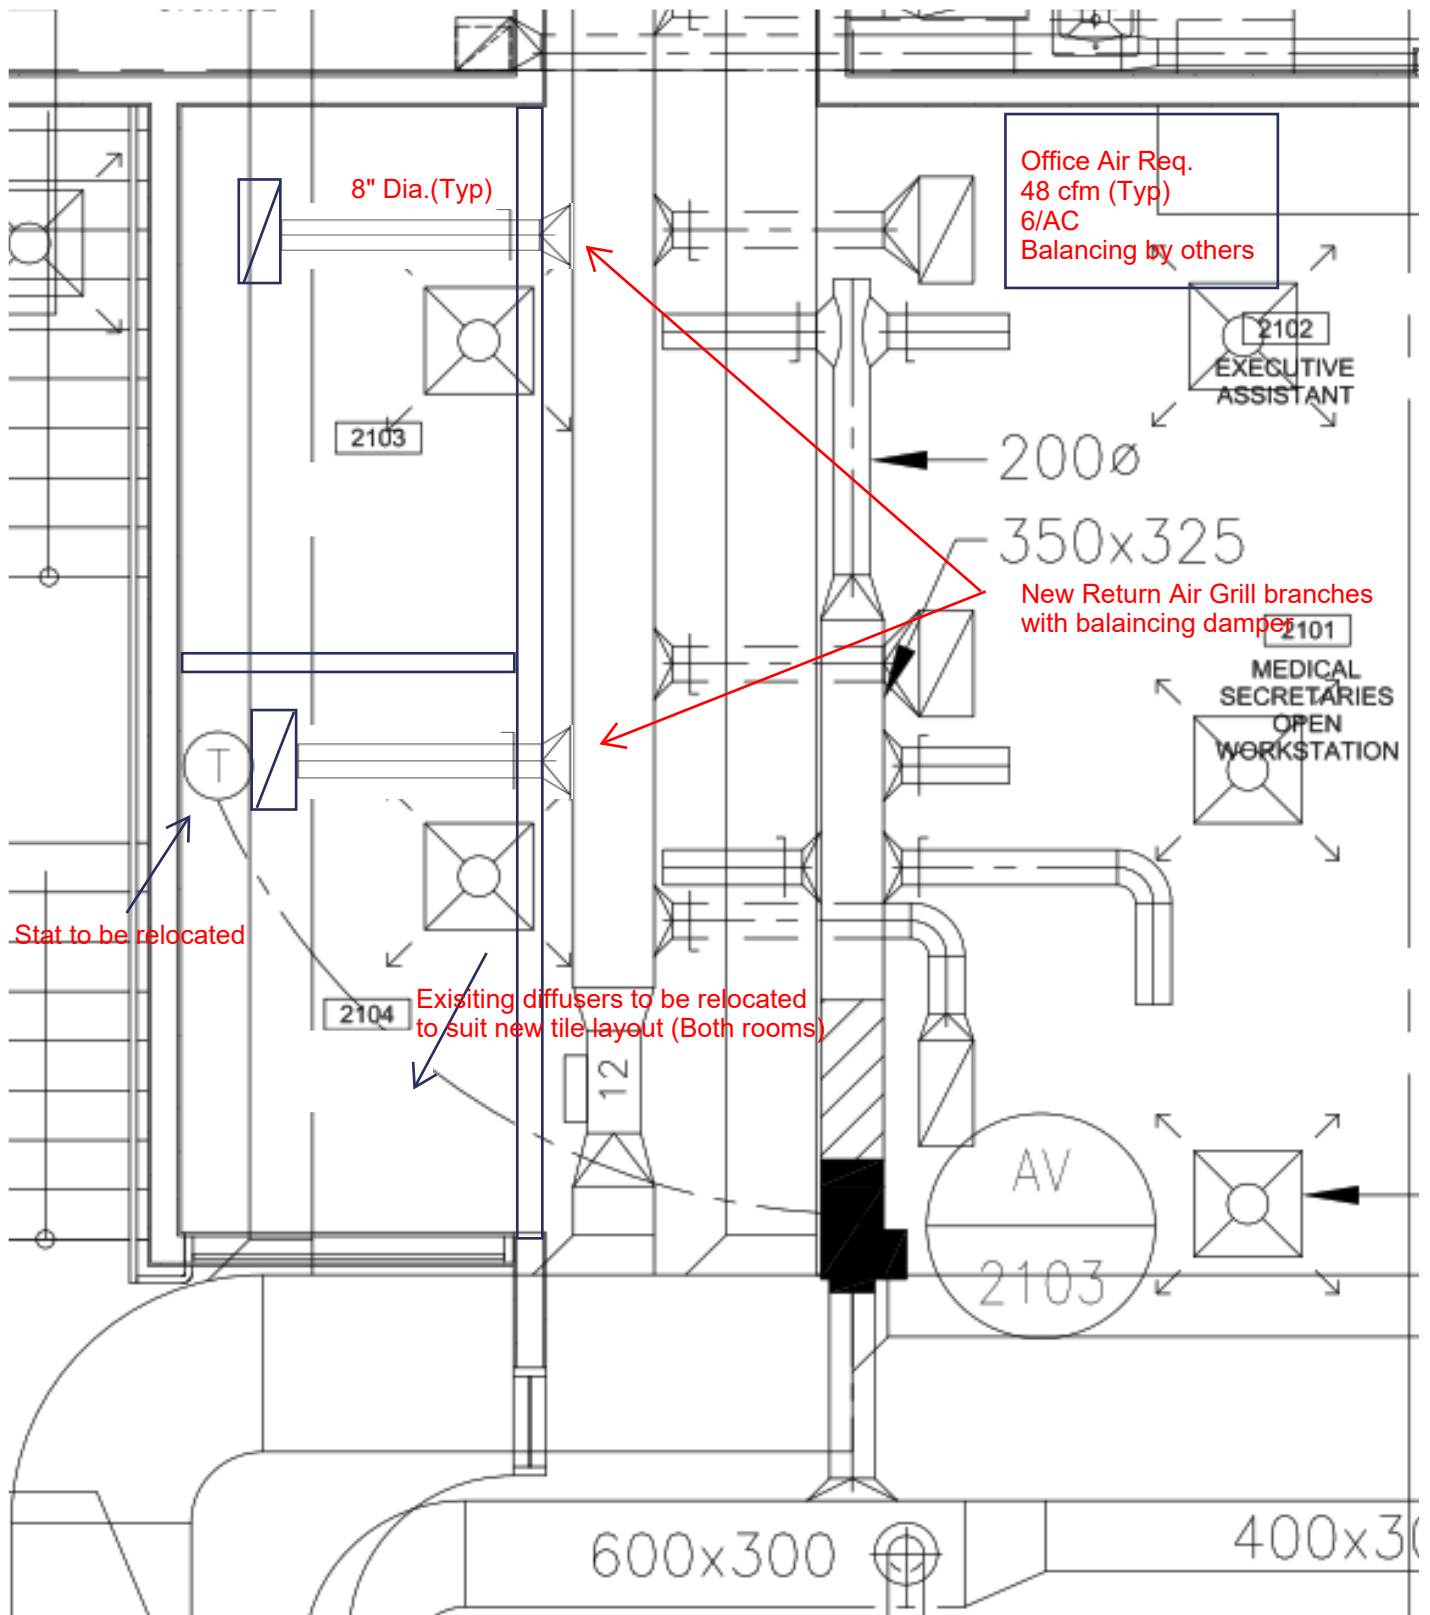 8" Dia.(Typ)
Office Air Req.
48 cfm (Typ)
6/AC
Balancing by others
2102
EXECUTIVE
ASSISTANT
2103
200ø
350x325
New Return Air Grill branches
with balaincing damper
2101
MEDICAL
SECRETARIES
OPEN
WORKSTATION
T
Stat to be relocated
2104
Exisiting diffusers to be relocated
to suit new tile layout (Both rooms)
12
AV
2103
600x300